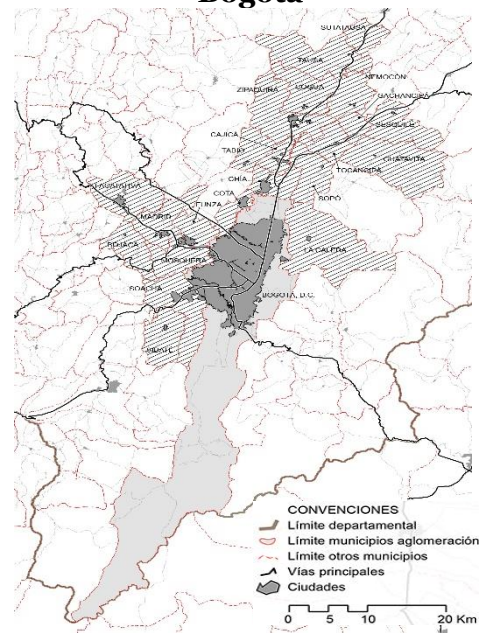 Bogotá
SUTATAUSA
TAUSA
NEMOCÓN
COGUA
ZIPAQUIRÁ
GACHANCIPÁ
SESQUILÉ
CAJICÁ
TABIO
GUATAVITA
TOCANCIPÁ
CHÍA
COTA
SOPÓ
FACATATIVÁ
FUNZA
MADRID
LA CALERA
BOJACÁ
MOSQUERA
SOACHA
BOGOTÁ, D.C.
SIBATÉ
CONVENCIONES
Límite departamental
Límite municipios aglomeración
Límite otros municipios
Vías principales
Ciudades
0 5 10 20 Km